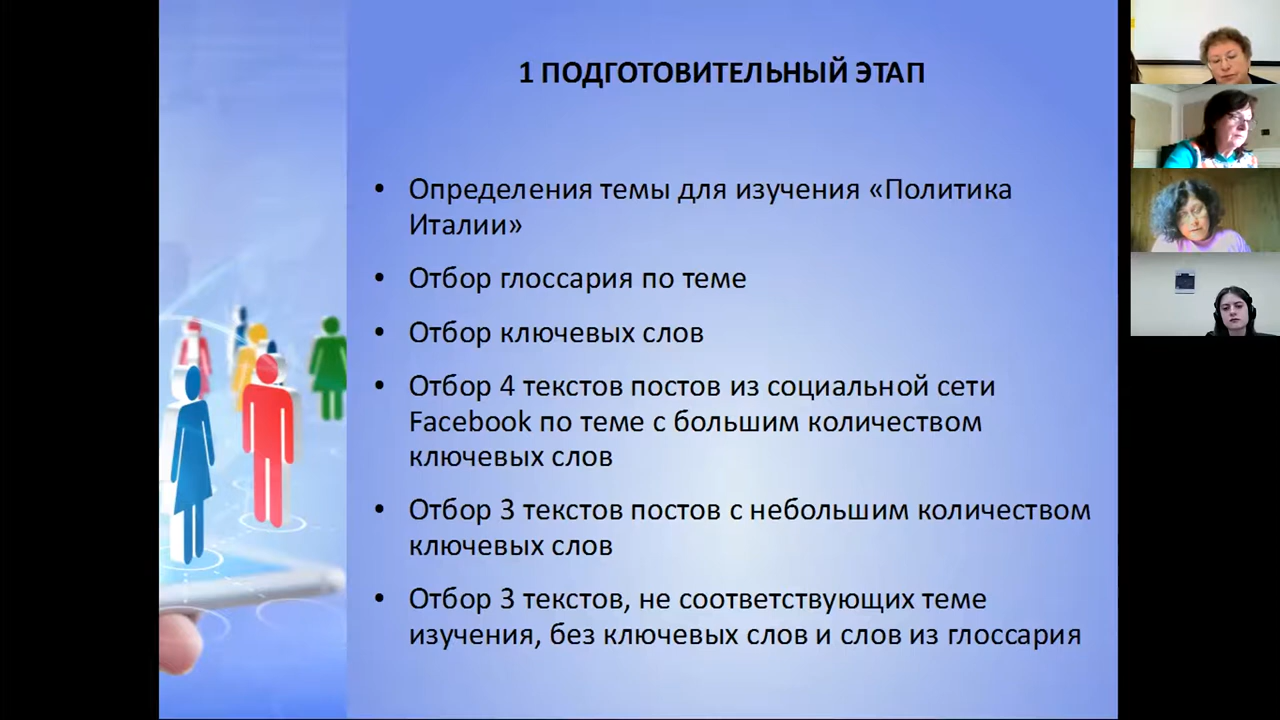 1 ПОДГОТОВИТЕЛЬНЫЙ ЭТАП
• Определения темы для изучения «Политика
Италии»
• Отбор глоссария по теме
• Отбор ключевых слов
• Отбор 4 текстов постов из социальной сети
Facebook по теме с большим количеством
ключевых слов
• Отбор 3 текстов постов с небольшим количеством
ключевых слов
• Отбор 3 текстов, не соответствующих теме
изучения, без ключевых слов и слов из глоссария